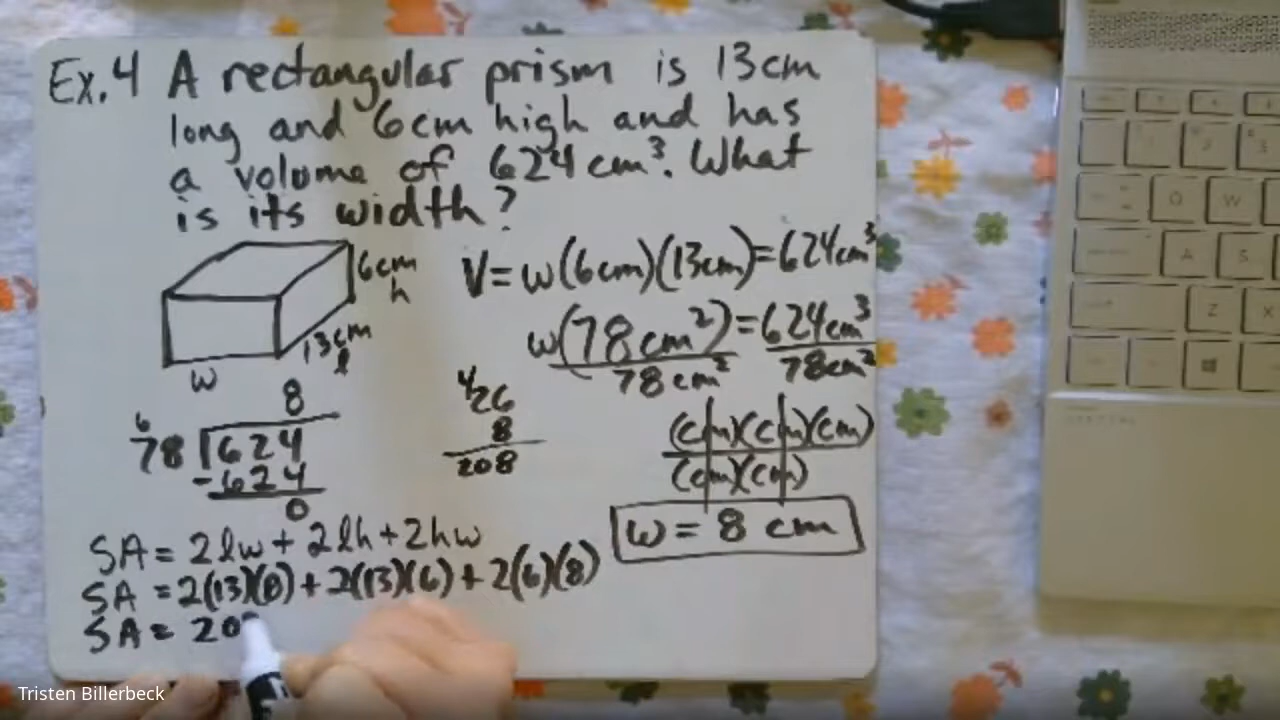 Ex.4 A rectangular prism is 13cm
long and 6cm high and has
a volume of 624cm³. What
is its width?
6cm
h
13cm
l
w
V=w(6cm)(13cm)=624cm³
w(78cm²)=624cm³
78cm² 78cm²
(cm)(cm)(cm)
(cm)(cm)
w = 8 cm
8
6
78 624
-624
0
4
26
8
208
SA = 2lw + 2lh + 2hw
SA = 2(13)(8) + 2(13)(6) + 2(6)(8)
SA = 20
O W
A S
Z X
Tristen Billerbeck